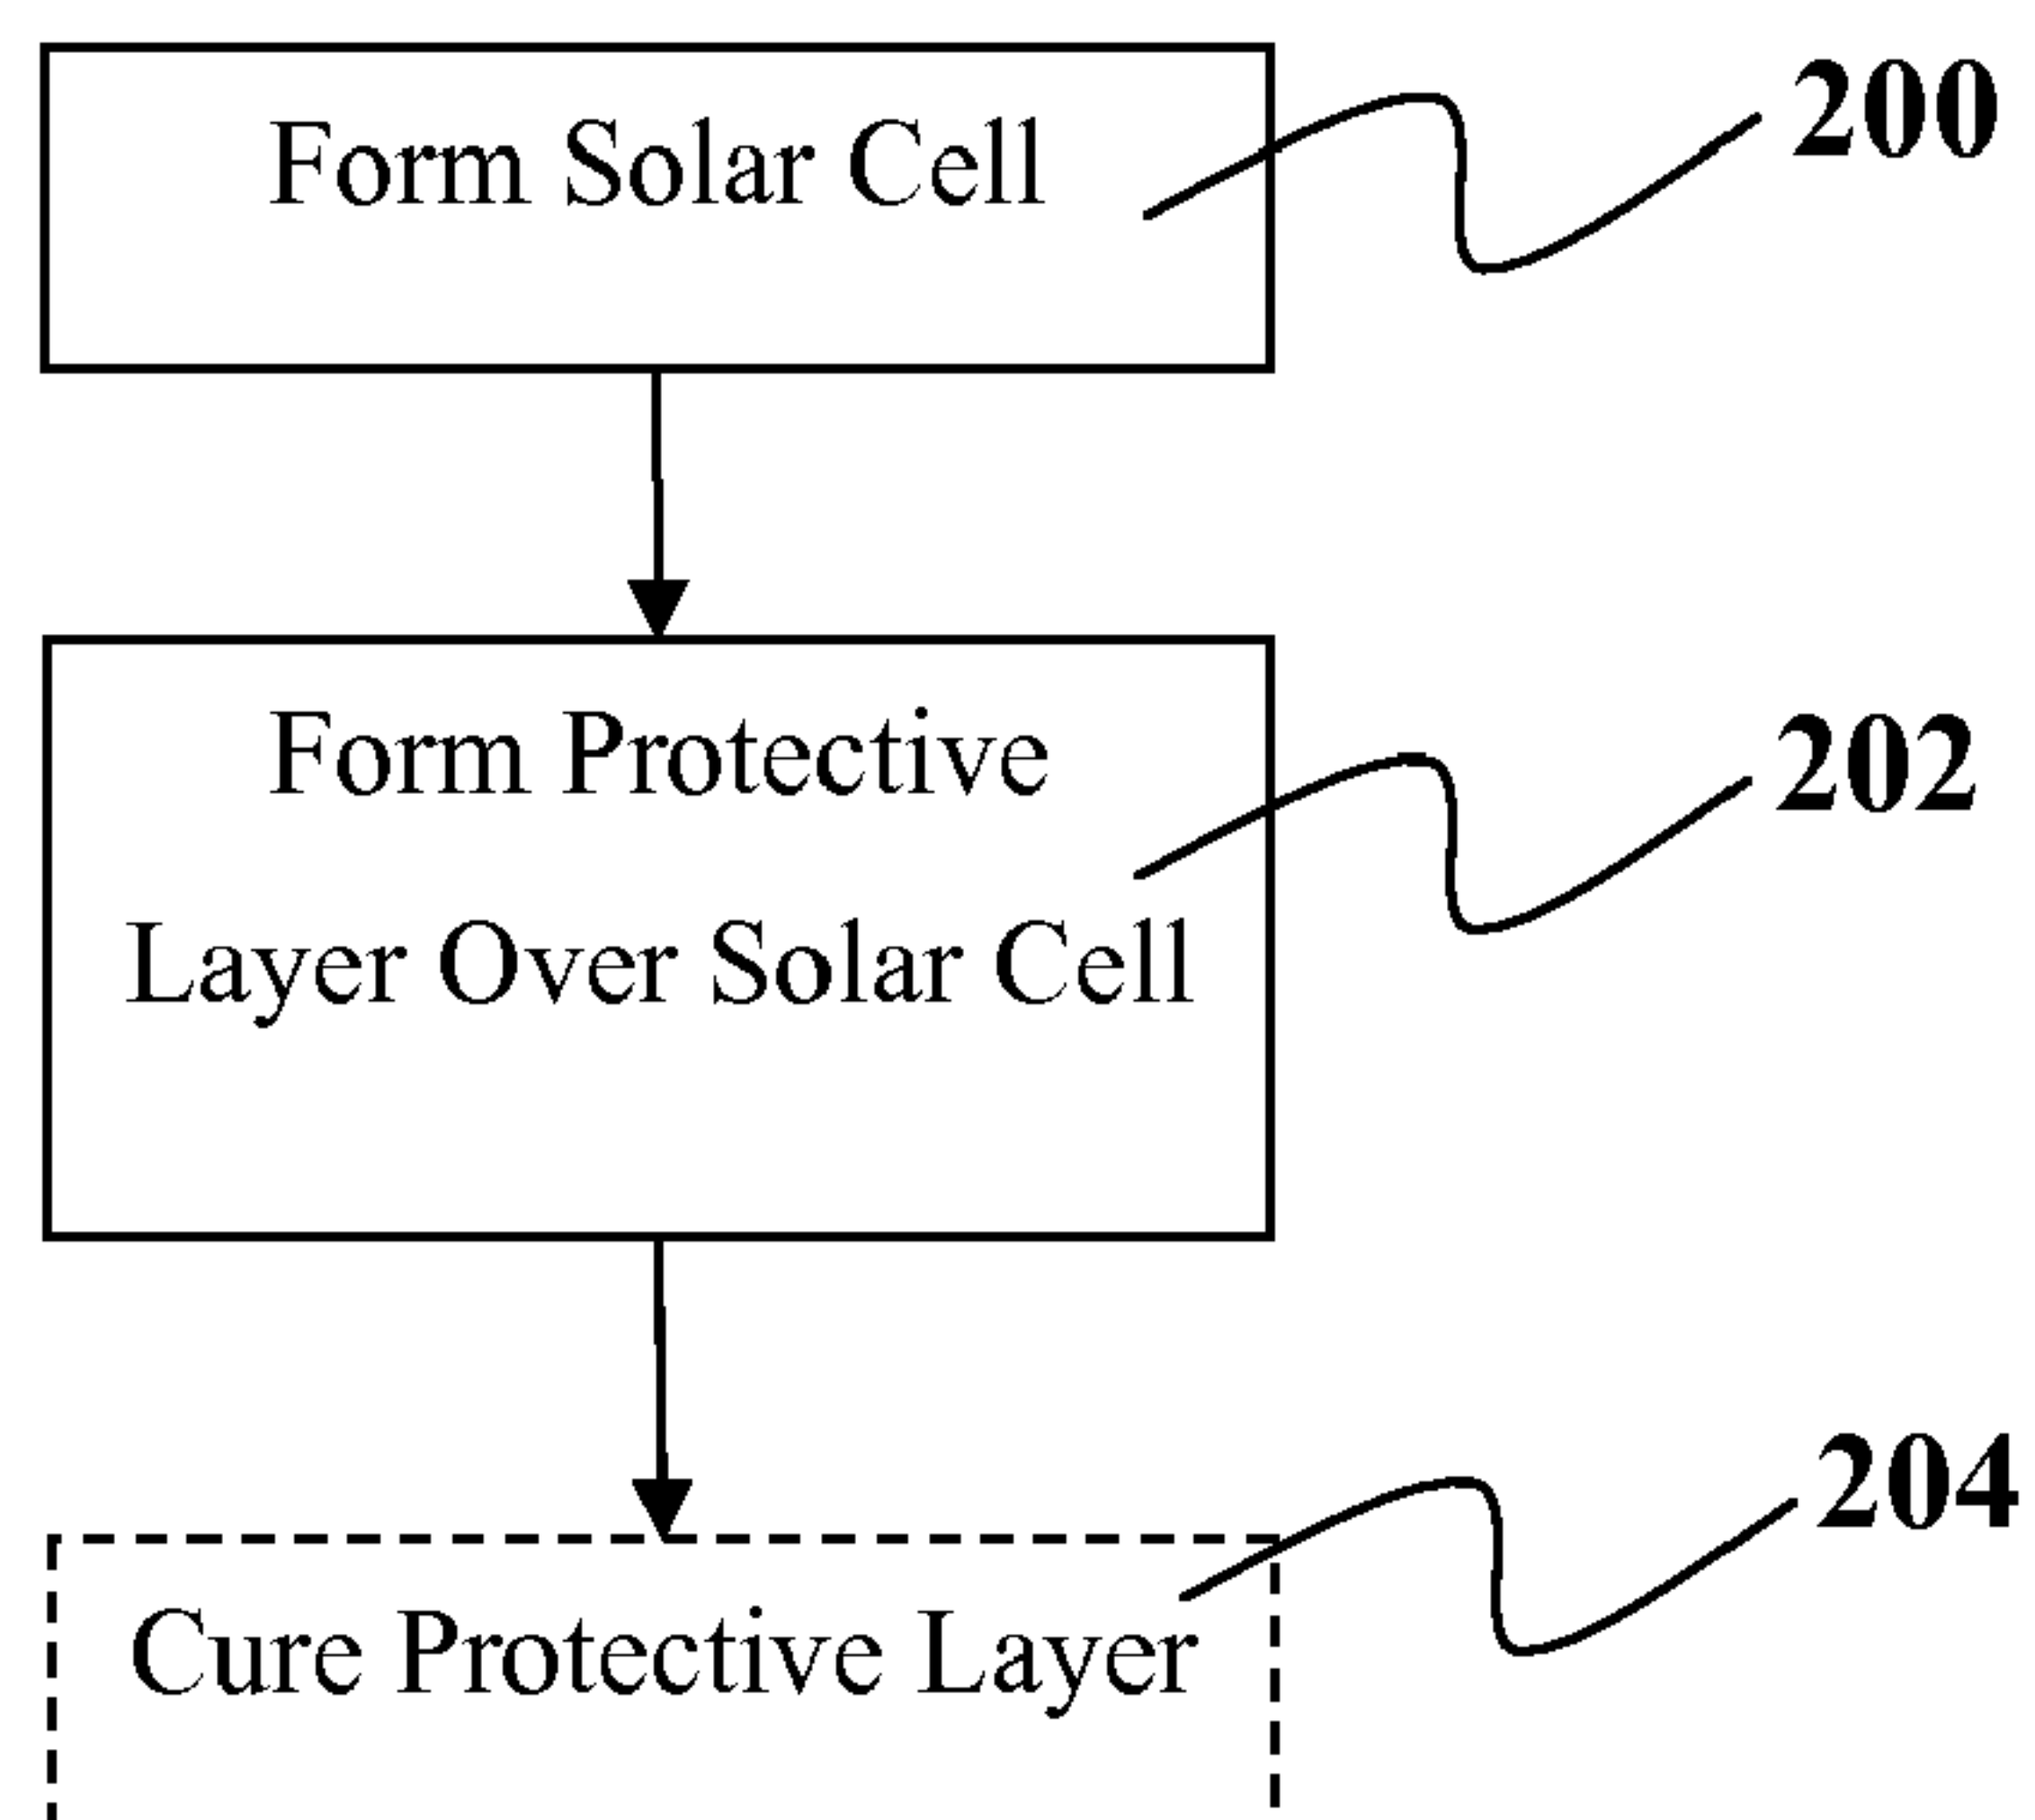 Form Solar Cell
200
Form Protective
Layer Over Solar Cell
202
Cure Protective Layer
204